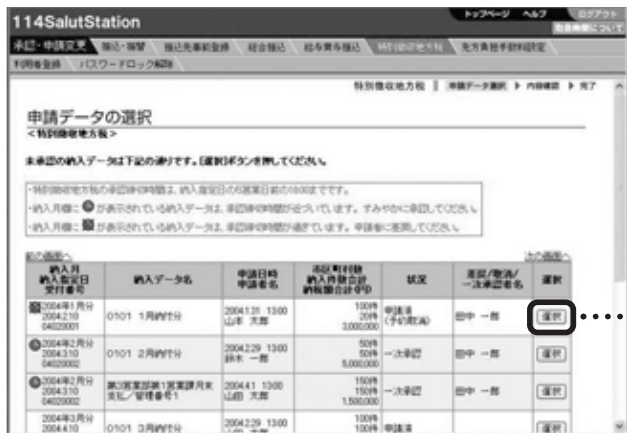 114SalutStation
トップページ ヘルプ ログアウト
取扱時間について
承認・申請変更 振込・振替 振込先事前登録 総合振込 給与賞与振込 特別徴収地方税 先方負担手数料設定
利用者登録 パスワードロック解除
特別徴収地方税 ‖ 申請データ選択 ▶ 内容確認 ▶ 完了
申請データの選択
<特別徴収地方税>
未承認の納入データは下記の通りです。[選択]ボタンを押してください。
・特別徴収地方税の承認締切時間は、納入指定日の6営業日前の1800までです。
・納入月欄に が表示されている納入データは、承認締切時間が近づいています。すみやかに承認してください。
・納入月欄に が表示されている納入データは、承認締切時間が過ぎています。申請者に差戻してください。
前の画面へ 次の画面へ
納入月
納入指定日
受付番号
納入データ名
申請日時
申請者名
市区町村数
納入件数合計
納税額合計(円)
状況
差戻/取消/
一次承認者名
選択
2004年1月分
2004.2.10
04020001
0101 1月納付分
2004.1.31 13:00
山本 太郎
100件
20件
3,000,000
申請済
(予約取消)
田中 一郎
選択
2004年2月分
2004.3.10
04020002
0101 2月納付分
2004.2.29 13:00
鈴木 一郎
50件
50件
5,000,000
一次承認
田中 一郎
選択
2004年2月分
2004.3.10
04020002
第3営業部第1営業課月末
支払/管理番号1
2004.4.1 13:00
山田 太郎
150件
150件
1,500,000
一次承認
田中 一郎
選択
2004年3月分
2004.4.10
0101 3月納付分
2004.2.29 13:00
100件
100件
申請済
選択